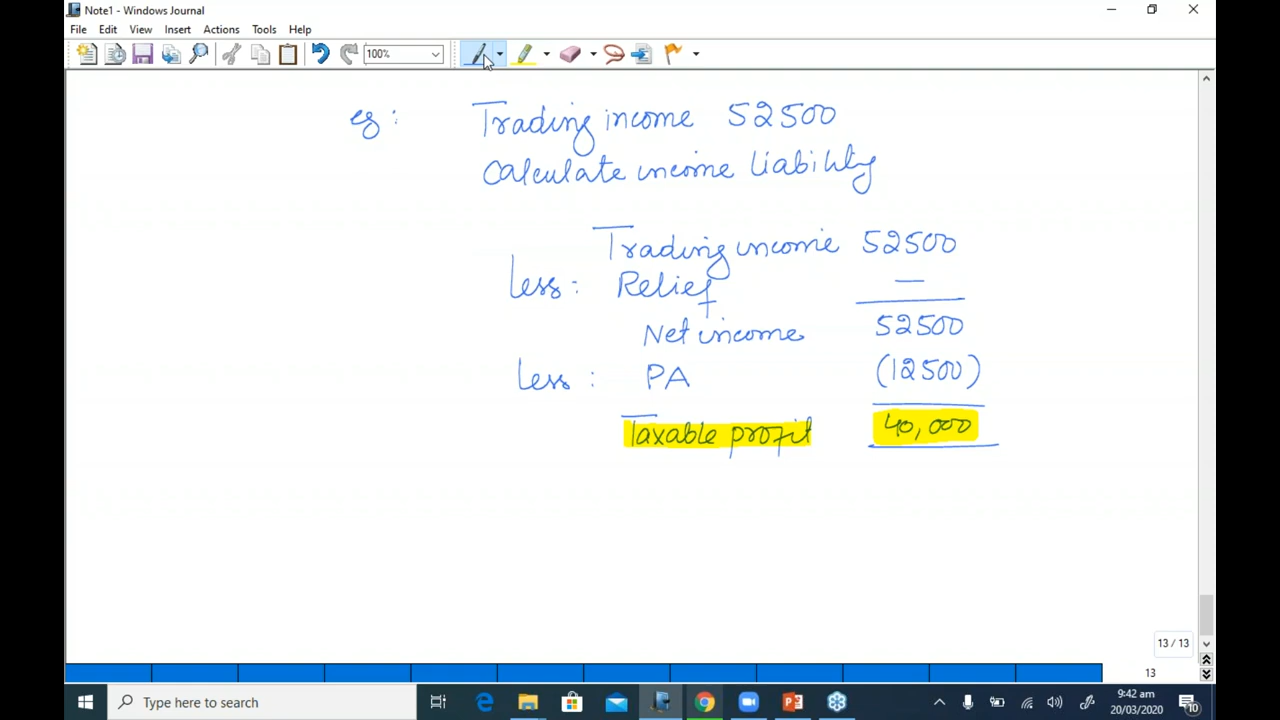 Note1 - Windows Journal
File Edit View Insert Actions Tools Help
100%
eg: Trading income 52500
Calculate income liability
Trading income 52500
less: Relief —
Net income 52500
less: PA (12500)
Taxable profit 40,000
13 / 13
13
Type here to search
9:42 am
20/03/2020
10